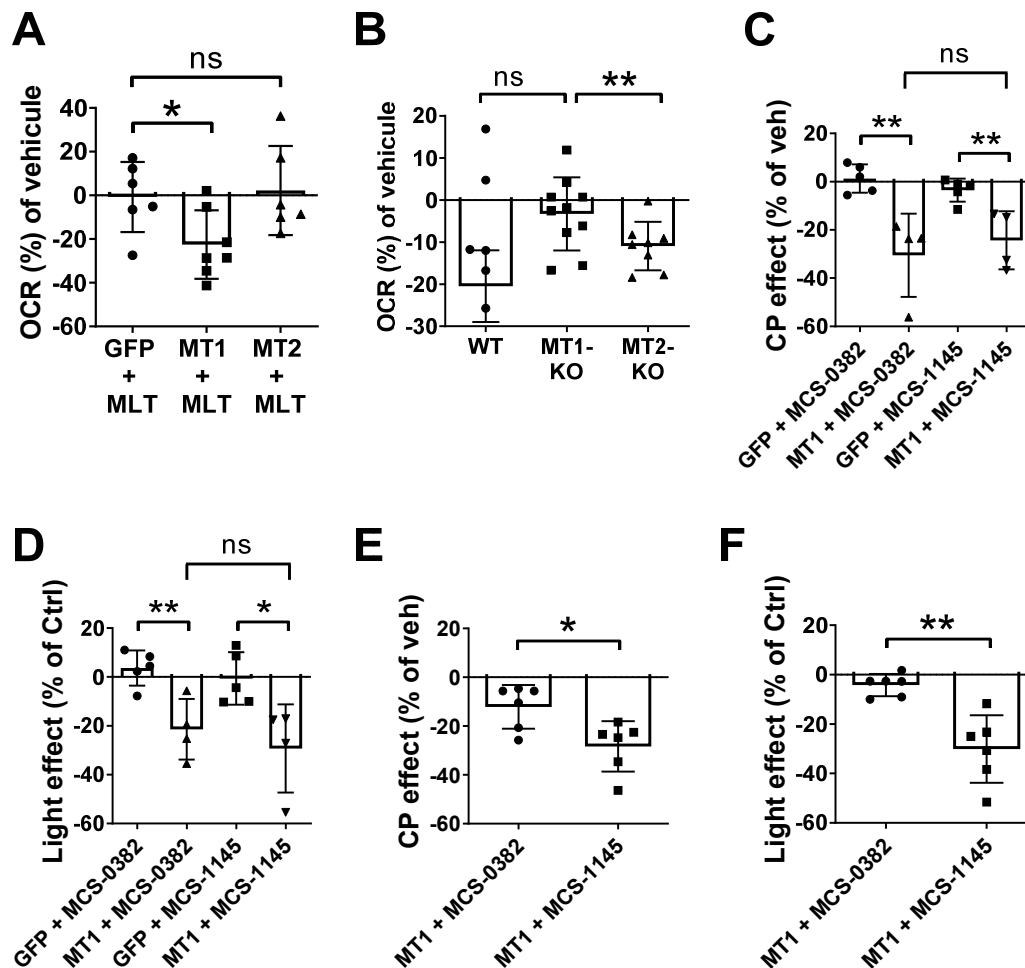 A
ns
*
OCR (%) of vehicule
40
20
0
-20
-40
-60
GFP MT1 MT2
+ + +
MLT MLT MLT
B
ns
**
OCR (%) of vehicule
20
10
0
-10
-20
-30
WT MT1- MT2-
KO KO
C
ns
**
**
CP effect (% of veh)
20
0
-20
-40
-60
GFP + MCS-0382
MT1 + MCS-0382
GFP + MCS-1145
MT1 + MCS-1145
D
ns
**
*
Light effect (% of Ctrl)
20
0
-20
-40
-60
GFP + MCS-0382
MT1 + MCS-0382
GFP + MCS-1145
MT1 + MCS-1145
E
*
CP effect (% of veh)
20
0
-20
-40
-60
MT1 + MCS-0382
MT1 + MCS-1145
F
**
Light effect (% of Ctrl)
20
0
-20
-40
-60
MT1 + MCS-0382
MT1 + MCS-1145